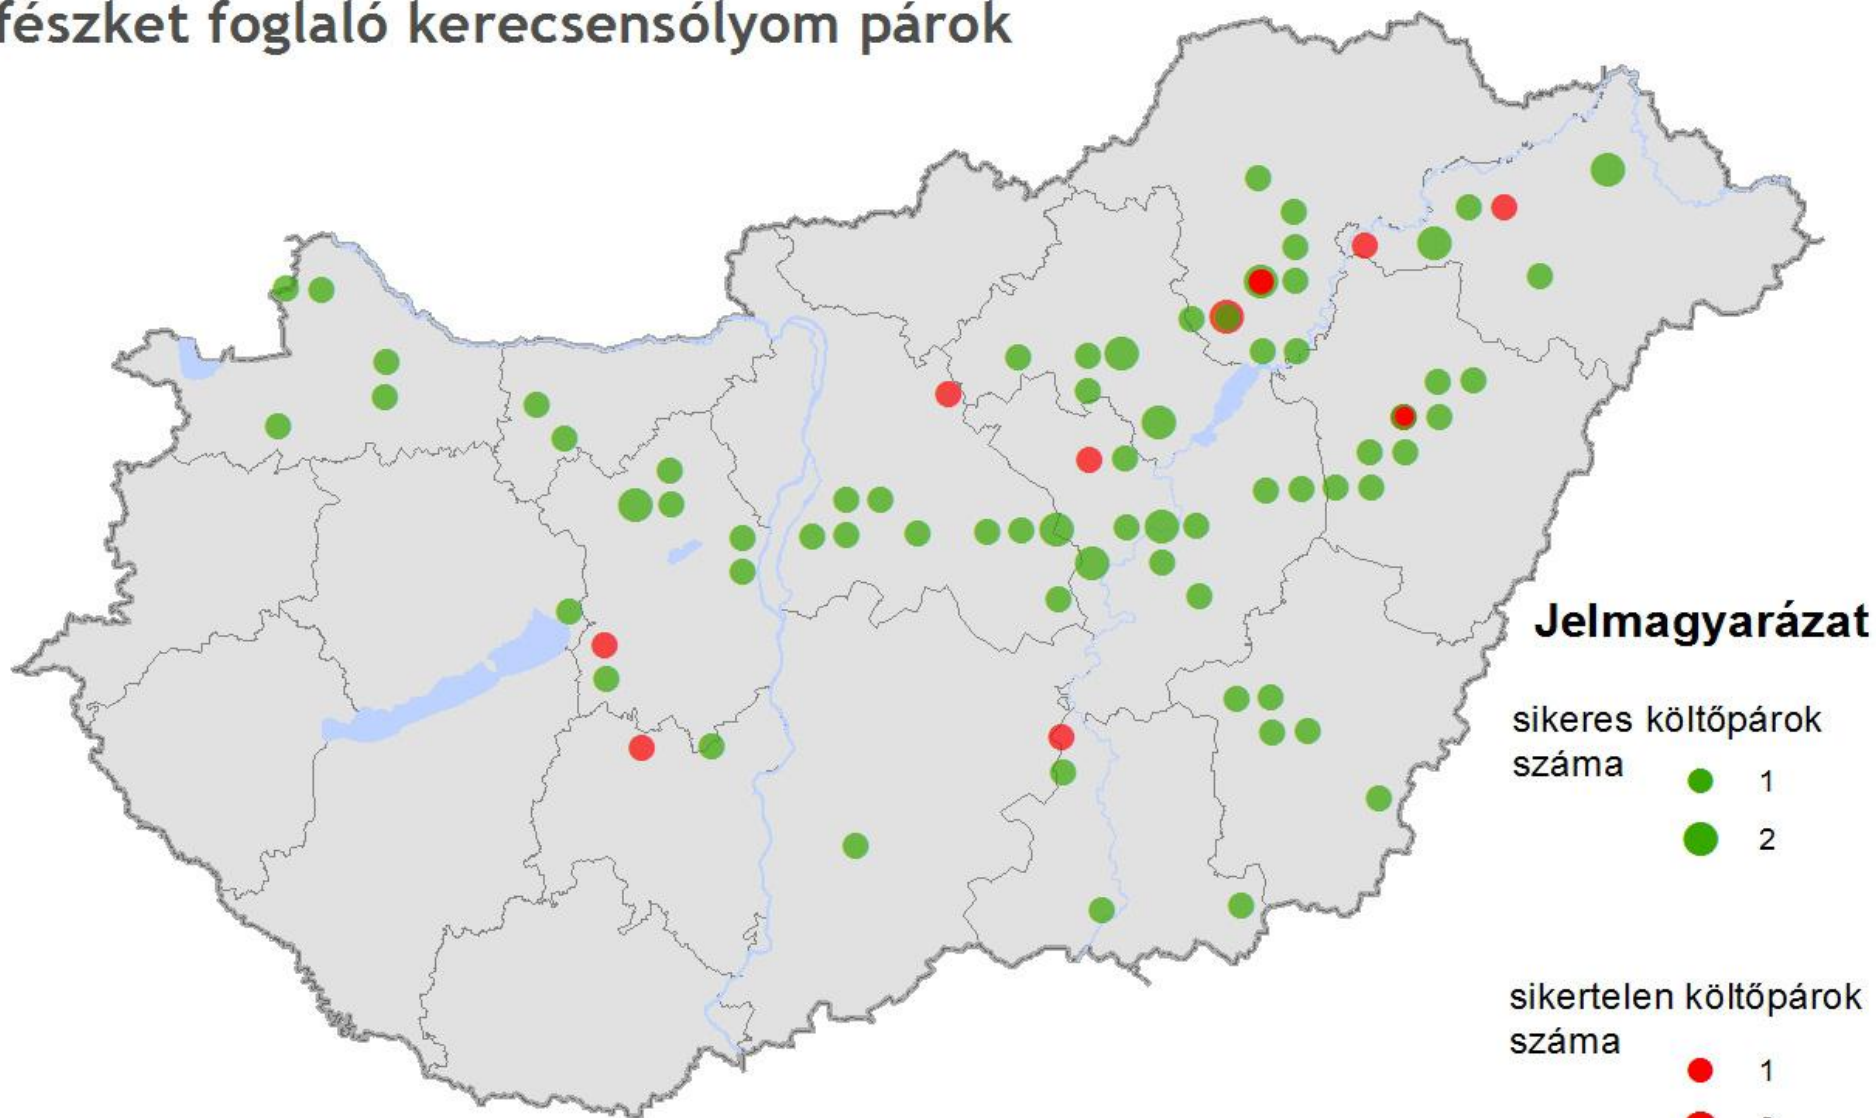 fészket foglaló kerecsensólyom párok
Jelmagyarázat
sikeres költőpárok
száma
1
2
sikertelen költőpárok
száma
1